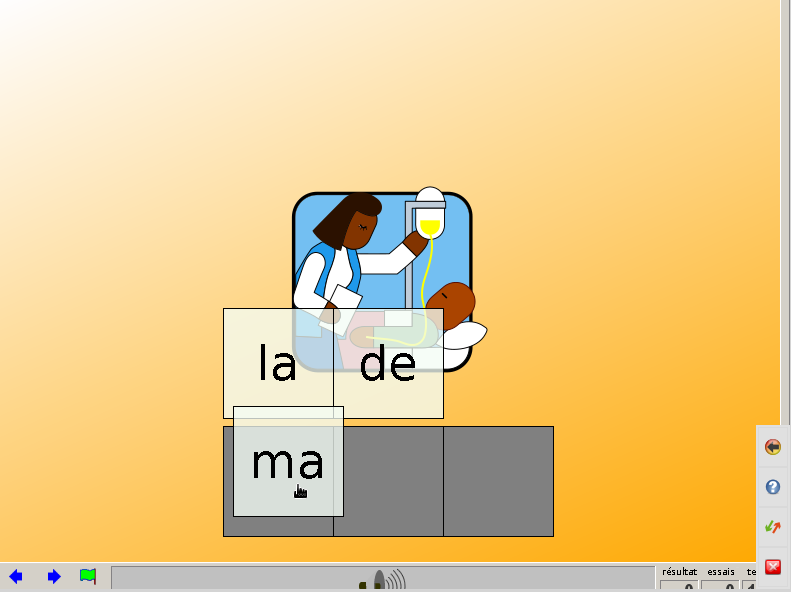 la de
ma
résultat essais